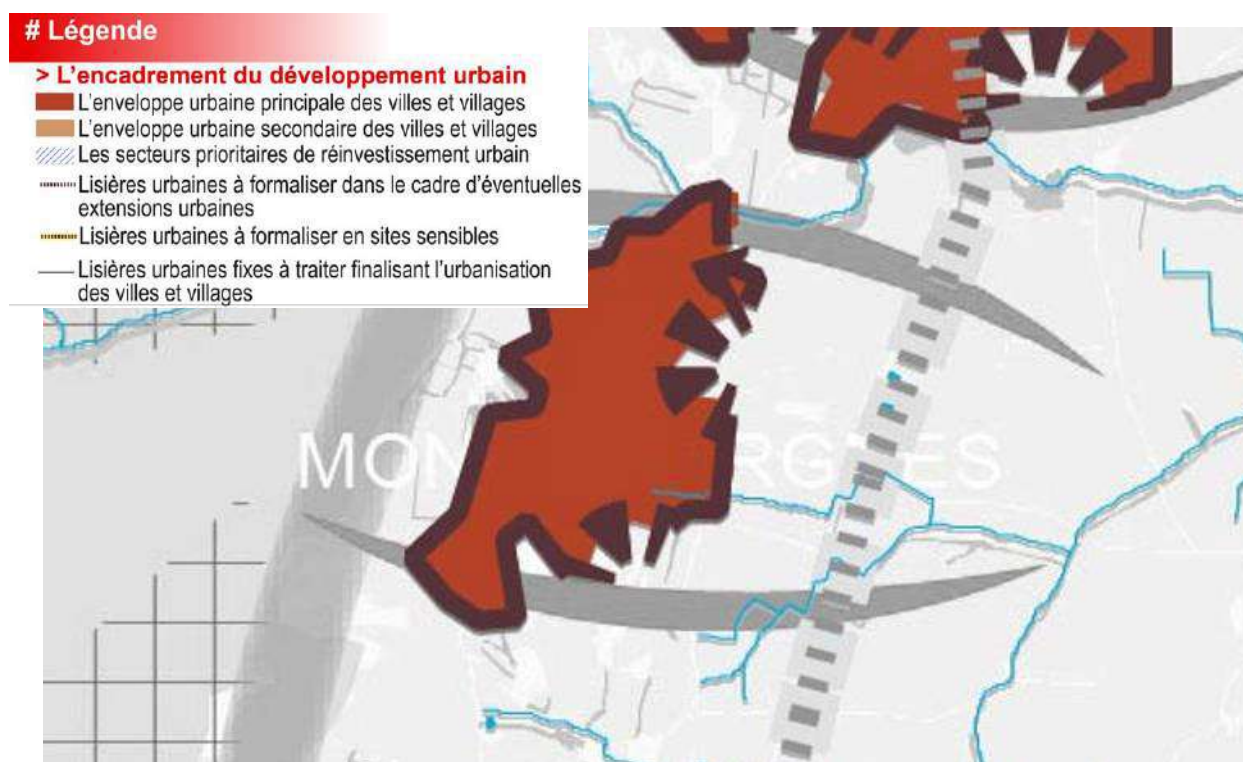 # Légende
> L'encadrement du développement urbain
L'enveloppe urbaine principale des villes et villages
L'enveloppe urbaine secondaire des villes et villages
Les secteurs prioritaires de réinvestissement urbain
Lisières urbaines à formaliser dans le cadre d'éventuelles
extensions urbaines
Lisières urbaines à formaliser en sites sensibles
Lisières urbaines fixes à traiter finalisant l'urbanisation
des villes et villages